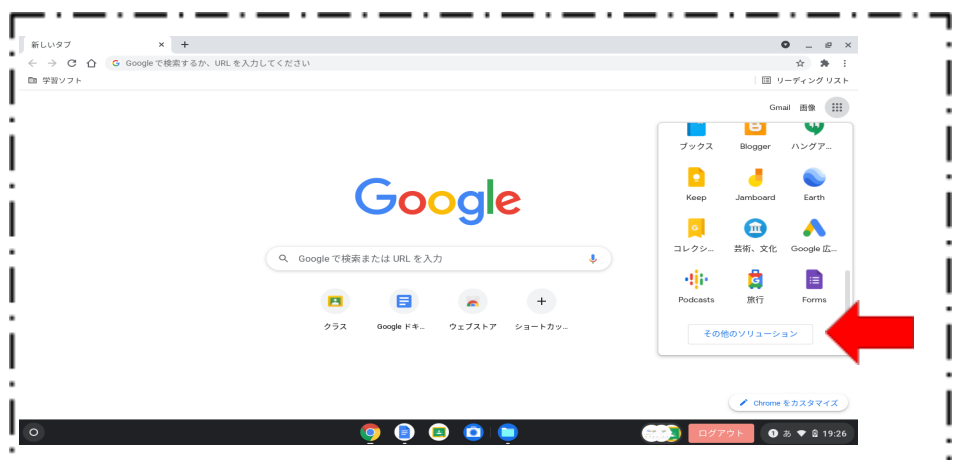 新しいタブ
Google で検索するか、URL を入力してください
学習ソフト
リーディング リスト
Gmail 画像
ブックス Blogger ハングア...
Keep Jamboard Earth
コレクシ... 芸術、文化 Google 広...
Podcasts 旅行 Forms
その他のソリューション
Google
Google で検索または URL を入力
クラス Google ドキ... ウェブストア ショートカッ...
Chrome をカスタマイズ
ログアウト 1 あ 19:26